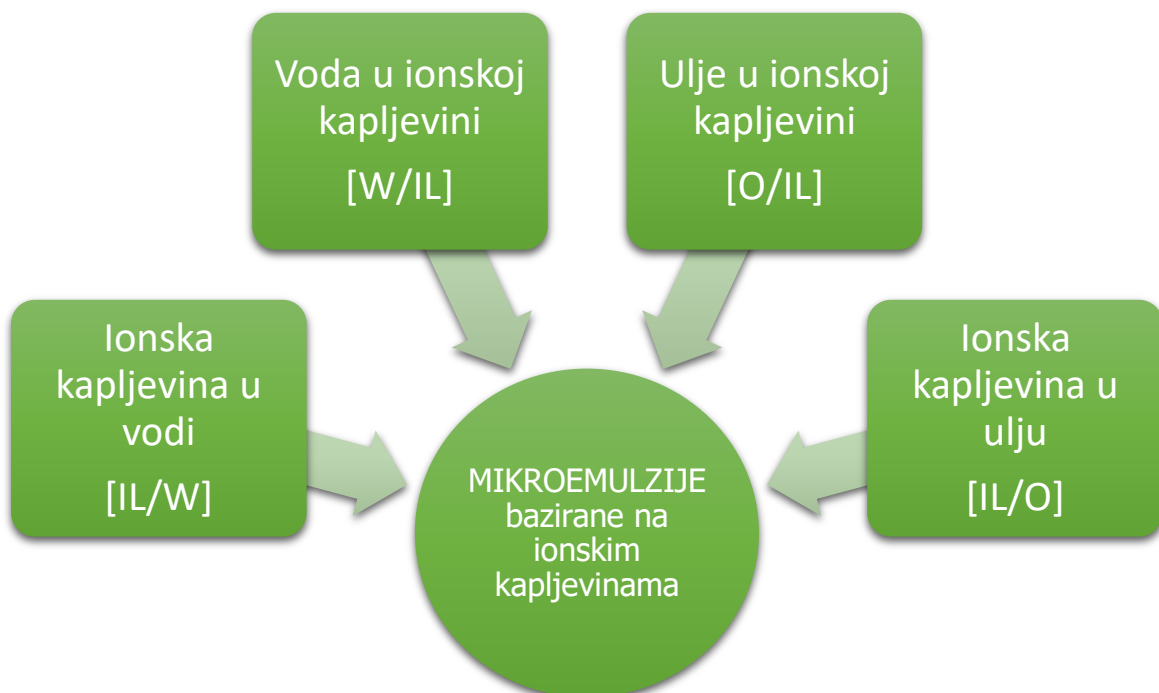 Voda u ionskoj
kapljevini
[W/IL]
Ulje u ionskoj
kapljevini
[O/IL]
Ionska
kapljevina u
vodi
[IL/W]
Ionska
kapljevina u
ulju
[IL/O]
MIKROEMULZIJE
bazirane na
ionskim
kapljevinama